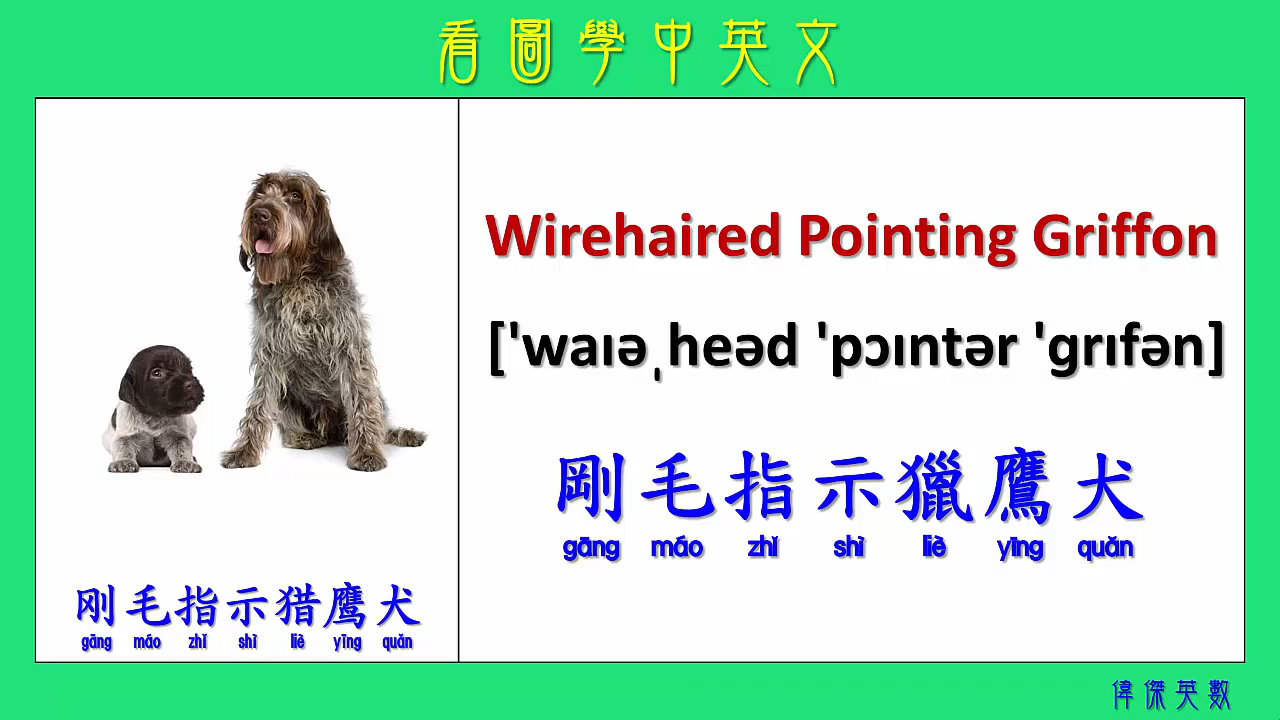 看圖學中英文
Wirehaired Pointing Griffon
[ˈwaɪəˌheəd ˈpɔɪntər ˈgrɪfən]
剛毛指示獵鷹犬
gāng máo zhǐ shì liè yīng quǎn
刚毛指示猎鹰犬
gāng máo zhǐ shì liè yīng quǎn
偉傑英數